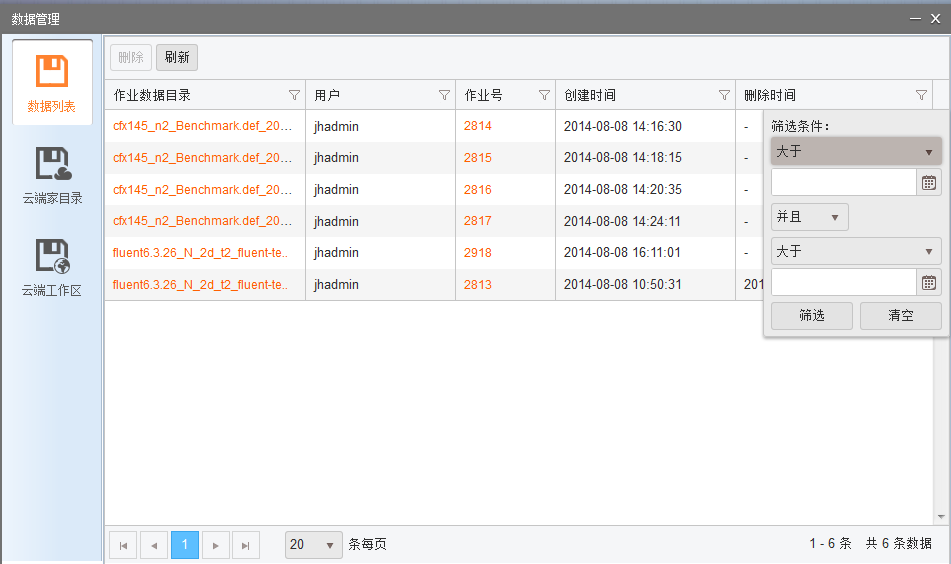 数据管理
数据列表
云端家目录
云端工作区
删除 刷新
作业数据目录 用户 作业号 创建时间 删除时间
cfx145_n2_Benchmark.def_20... jhadmin 2814 2014-08-08 14:16:30 -
cfx145_n2_Benchmark.def_20... jhadmin 2815 2014-08-08 14:18:15 -
cfx145_n2_Benchmark.def_20... jhadmin 2816 2014-08-08 14:20:35 -
cfx145_n2_Benchmark.def_20... jhadmin 2817 2014-08-08 14:24:11 -
fluent6.3.26_N_2d_t2_fluent-te.. jhadmin 2918 2014-08-08 16:11:01 -
fluent6.3.26_N_2d_t2_fluent-te.. jhadmin 2813 2014-08-08 10:50:31 201
筛选条件：
大于
并且
大于
筛选 清空
1 20 条每页 1 - 6 条 共 6 条数据